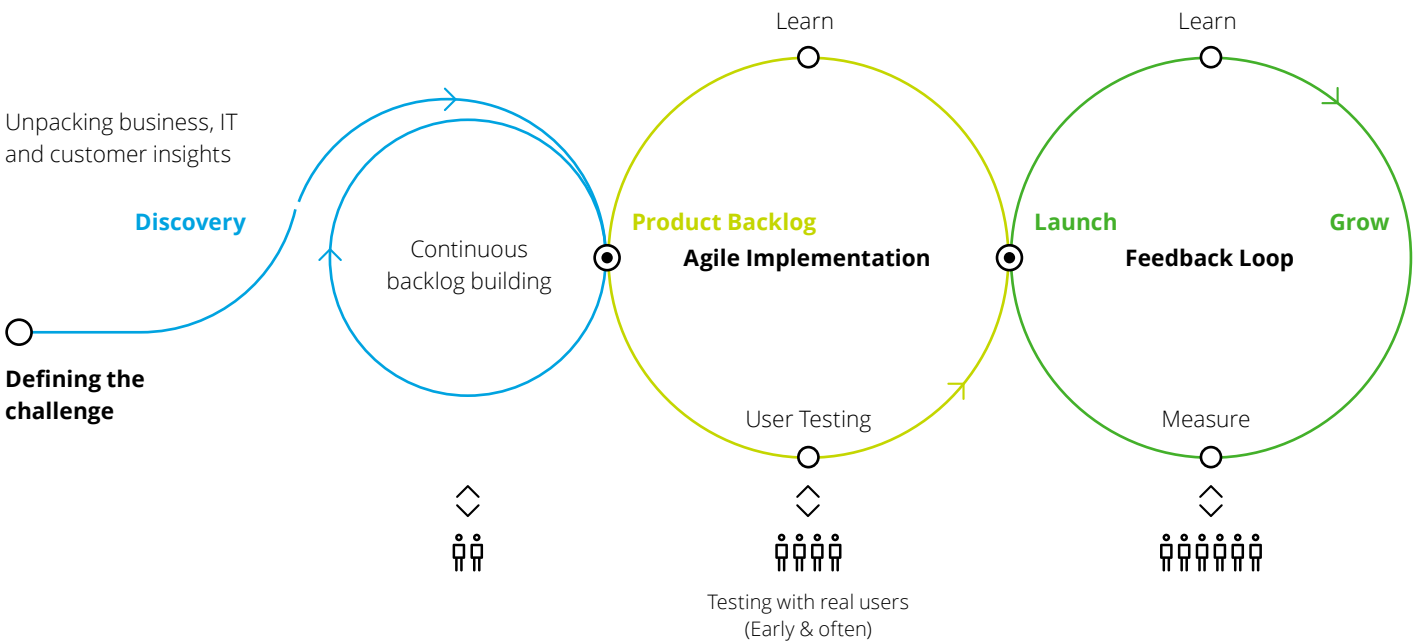 Learn
Learn
Unpacking business, IT
and customer insights
Discovery
Continuous
backlog building
Product Backlog
Agile Implementation
Launch
Grow
Feedback Loop
Defining the
challenge
User Testing
Measure
Testing with real users
(Early & often)